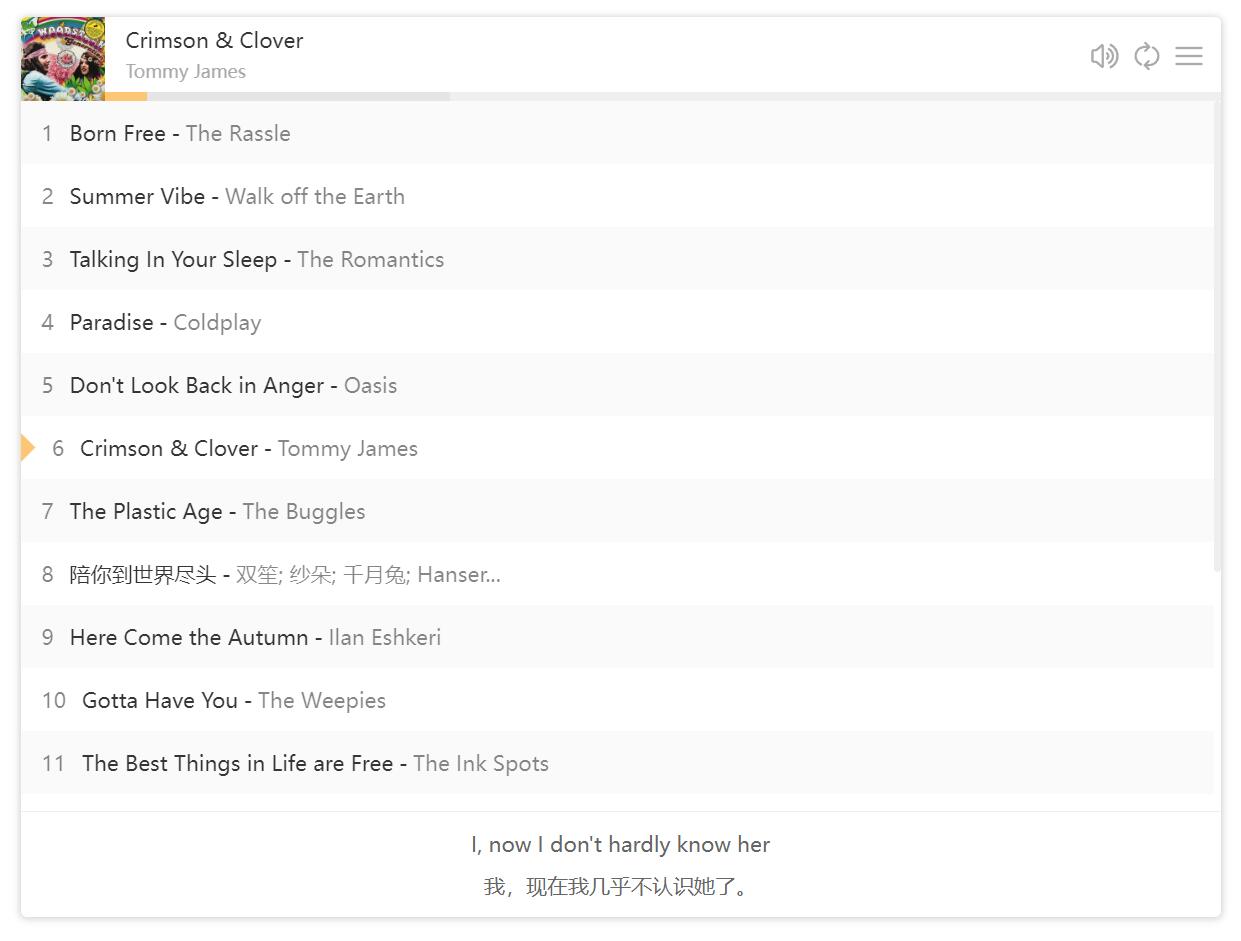 WOODSTOCK
Crimson & Clover
Tommy James
1 Born Free - The Rassle
2 Summer Vibe - Walk off the Earth
3 Talking In Your Sleep - The Romantics
4 Paradise - Coldplay
5 Don't Look Back in Anger - Oasis
6 Crimson & Clover - Tommy James
7 The Plastic Age - The Buggles
8 陪你到世界尽头 - 双笙; 纱朵; 千月兔; Hanser...
9 Here Come the Autumn - Ilan Eshkeri
10 Gotta Have You - The Weepies
11 The Best Things in Life are Free - The Ink Spots
I, now I don't hardly know her
我，现在我几乎不认识她了。